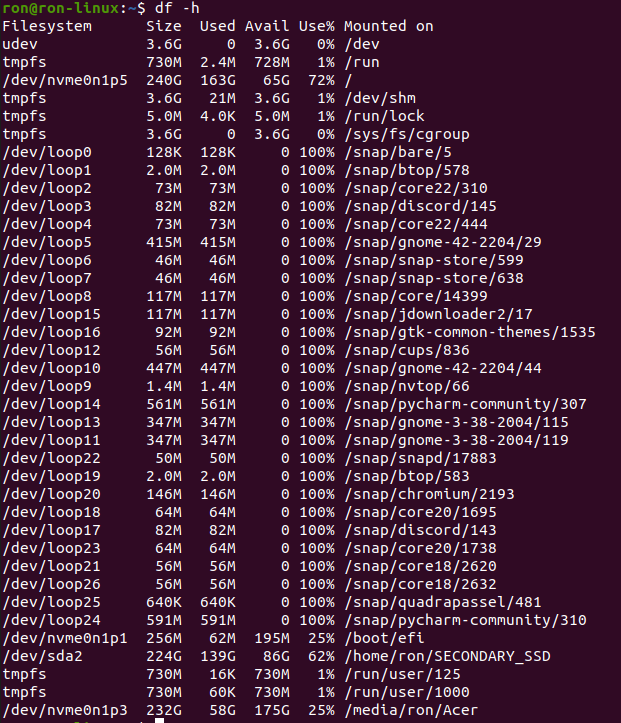 ron@ron-linux:~$ df -h
Filesystem Size Used Avail Use% Mounted on
udev 3.6G 0 3.6G 0% /dev
tmpfs 730M 2.4M 728M 1% /run
/dev/nvme0n1p5 240G 163G 65G 72% /
tmpfs 3.6G 21M 3.6G 1% /dev/shm
tmpfs 5.0M 4.0K 5.0M 1% /run/lock
tmpfs 3.6G 0 3.6G 0% /sys/fs/cgroup
/dev/loop0 128K 128K 0 100% /snap/bare/5
/dev/loop1 2.0M 2.0M 0 100% /snap/btop/578
/dev/loop2 73M 73M 0 100% /snap/core22/310
/dev/loop3 82M 82M 0 100% /snap/discord/145
/dev/loop4 73M 73M 0 100% /snap/core22/444
/dev/loop5 415M 415M 0 100% /snap/gnome-42-2204/29
/dev/loop6 46M 46M 0 100% /snap/snap-store/599
/dev/loop7 46M 46M 0 100% /snap/snap-store/638
/dev/loop8 117M 117M 0 100% /snap/core/14399
/dev/loop15 117M 117M 0 100% /snap/jdownloader2/17
/dev/loop16 92M 92M 0 100% /snap/gtk-common-themes/1535
/dev/loop12 56M 56M 0 100% /snap/cups/836
/dev/loop10 447M 447M 0 100% /snap/gnome-42-2204/44
/dev/loop9 1.4M 1.4M 0 100% /snap/nvtop/66
/dev/loop14 561M 561M 0 100% /snap/pycharm-community/307
/dev/loop13 347M 347M 0 100% /snap/gnome-3-38-2004/115
/dev/loop11 347M 347M 0 100% /snap/gnome-3-38-2004/119
/dev/loop22 50M 50M 0 100% /snap/snapd/17883
/dev/loop19 2.0M 2.0M 0 100% /snap/btop/583
/dev/loop20 146M 146M 0 100% /snap/chromium/2193
/dev/loop18 64M 64M 0 100% /snap/core20/1695
/dev/loop17 82M 82M 0 100% /snap/discord/143
/dev/loop23 64M 64M 0 100% /snap/core20/1738
/dev/loop21 56M 56M 0 100% /snap/core18/2620
/dev/loop26 56M 56M 0 100% /snap/core18/2632
/dev/loop25 640K 640K 0 100% /snap/quadrapassel/481
/dev/loop24 591M 591M 0 100% /snap/pycharm-community/310
/dev/nvme0n1p1 256M 62M 195M 25% /boot/efi
/dev/sda2 224G 139G 86G 62% /home/ron/SECONDARY_SSD
tmpfs 730M 16K 730M 1% /run/user/125
tmpfs 730M 60K 730M 1% /run/user/1000
/dev/nvme0n1p3 232G 58G 175G 25% /media/ron/Acer